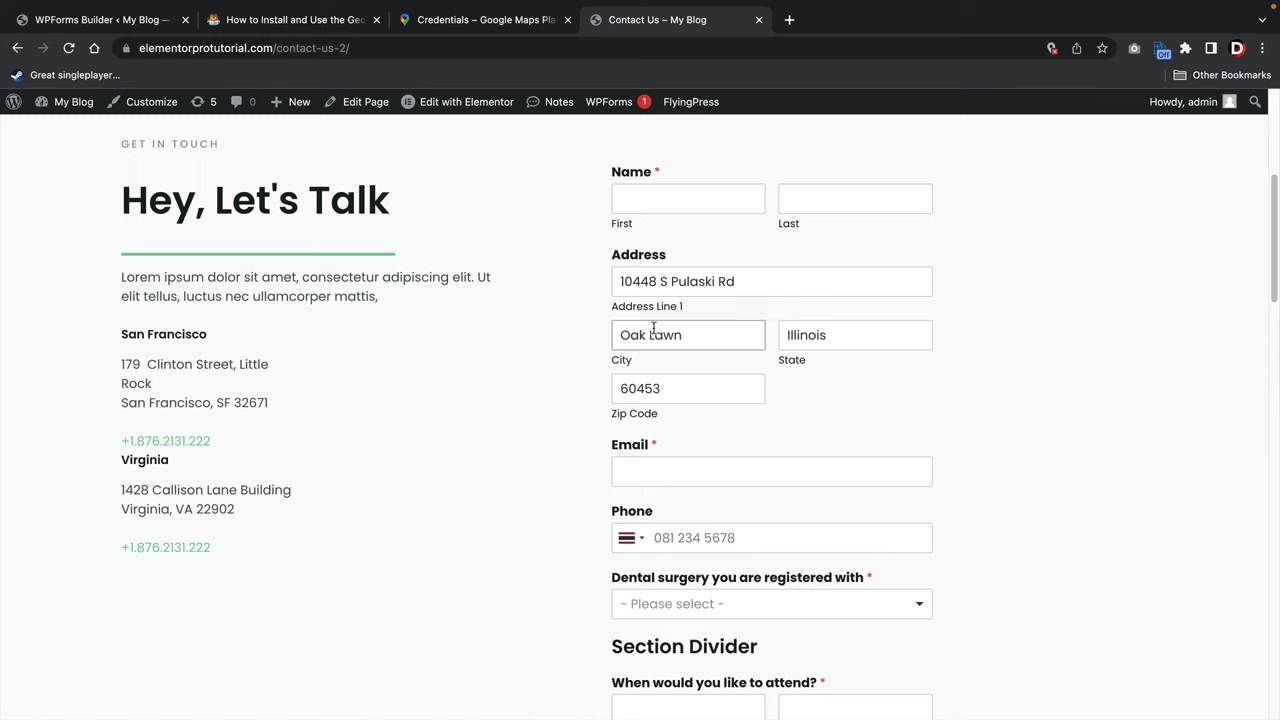 WPForms Builder ‹ My Blog —
How to Install and Use the Geo
Credentials – Google Maps Pla
Contact Us – My Blog
elementorprotutorial.com/contact-us-2/
Off
D
Great singleplayer...
Other Bookmarks
My Blog
Customize
5
0
New
Edit Page
Edit with Elementor
Notes
WPForms 1
FlyingPress
Howdy, admin
GET IN TOUCH
Hey, Let's Talk
Lorem ipsum dolor sit amet, consectetur adipiscing elit. Ut
elit tellus, luctus nec ullamcorper mattis,
San Francisco
179 Clinton Street, Little
Rock
San Francisco, SF 32671
+1.876.2131.222
Virginia
1428 Callison Lane Building
Virginia, VA 22902
+1.876.2131.222
Name *
First
Last
Address
10448 S Pulaski Rd
Address Line 1
Oak Lawn
Illinois
City
State
60453
Zip Code
Email *
Phone
081 234 5678
Dental surgery you are registered with *
- Please select -
Section Divider
When would you like to attend? *